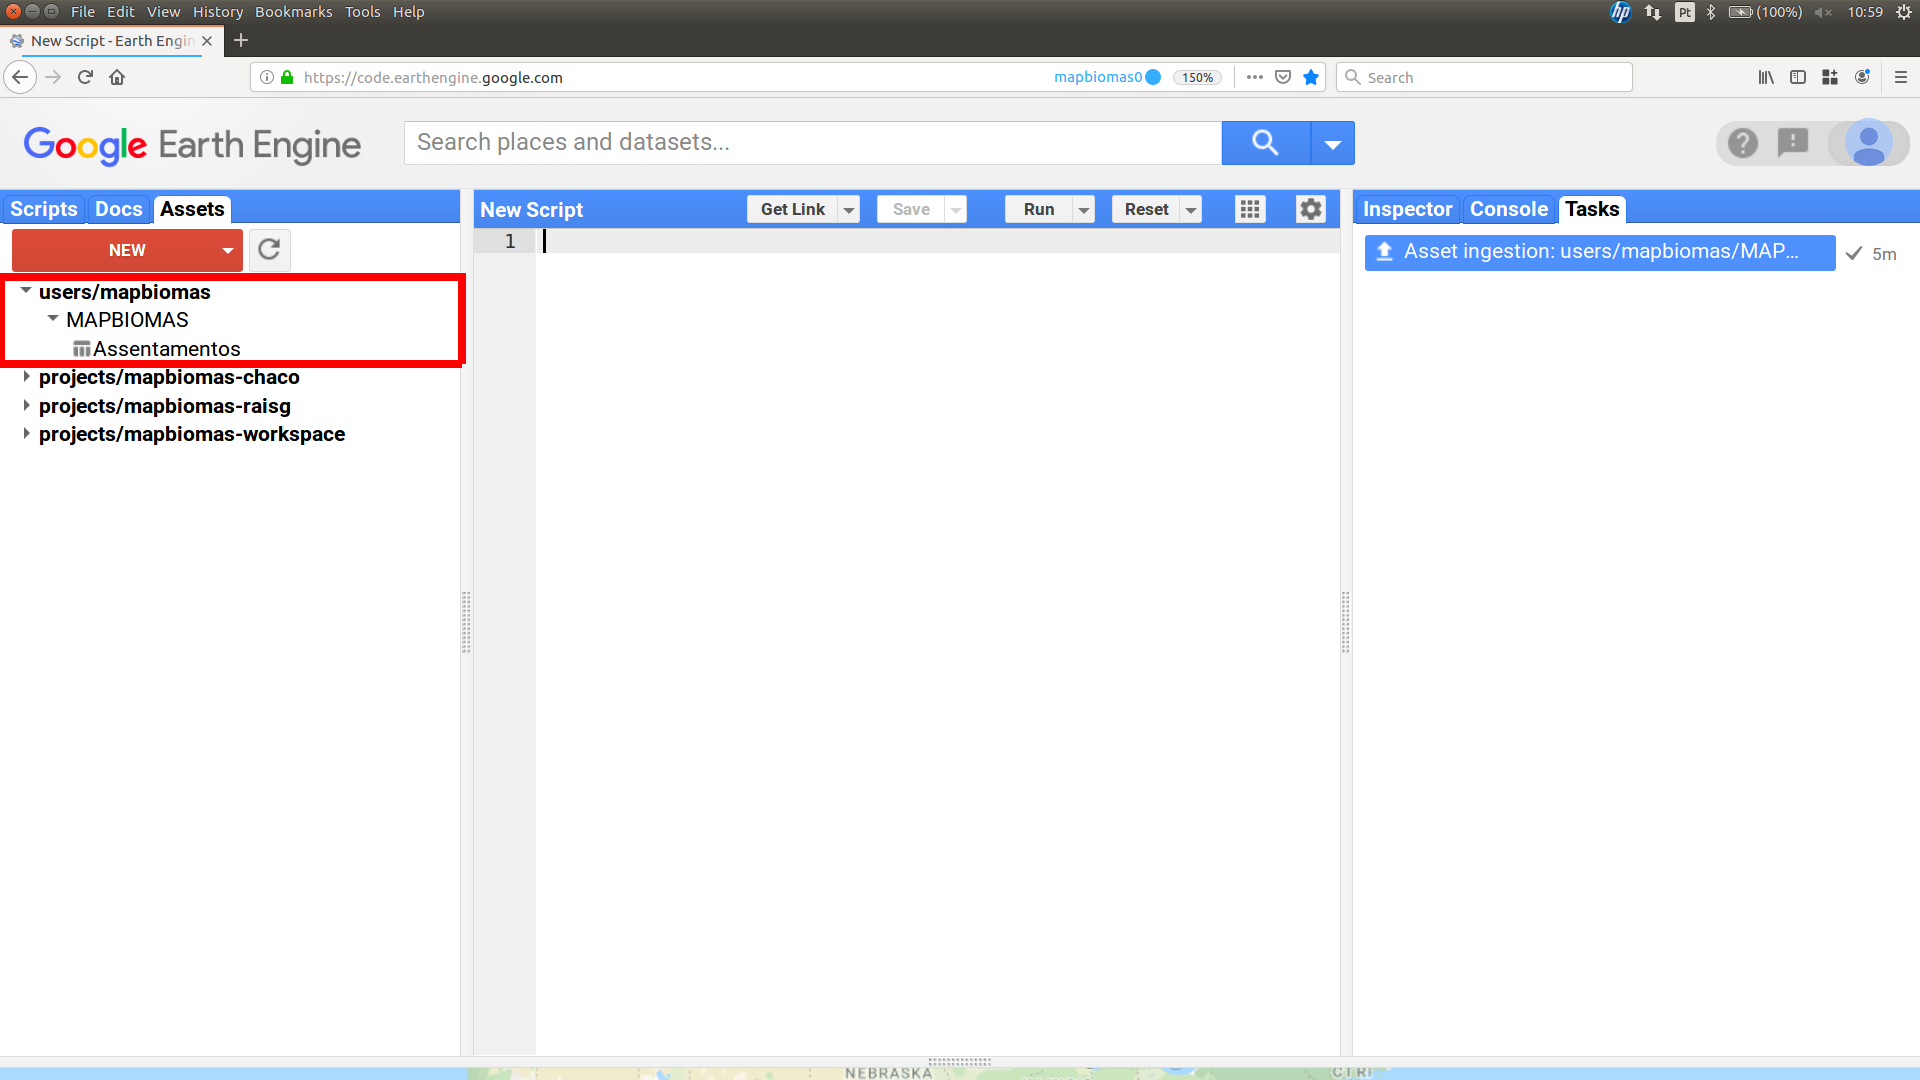 File Edit View History Bookmarks Tools Help
hp Pt (100%) 10:59
New Script - Earth Engin
https://code.earthengine.google.com mapbiomas0 150% Search
Google Earth Engine Search places and datasets...
Scripts Docs Assets
NEW
users/mapbiomas
MAPBIOMAS
Assentamentos
projects/mapbiomas-chaco
projects/mapbiomas-raisg
projects/mapbiomas-workspace
New Script Get Link Save Run Reset
1
Inspector Console Tasks
Asset ingestion: users/mapbiomas/MAP... 5m
NEBRASKA